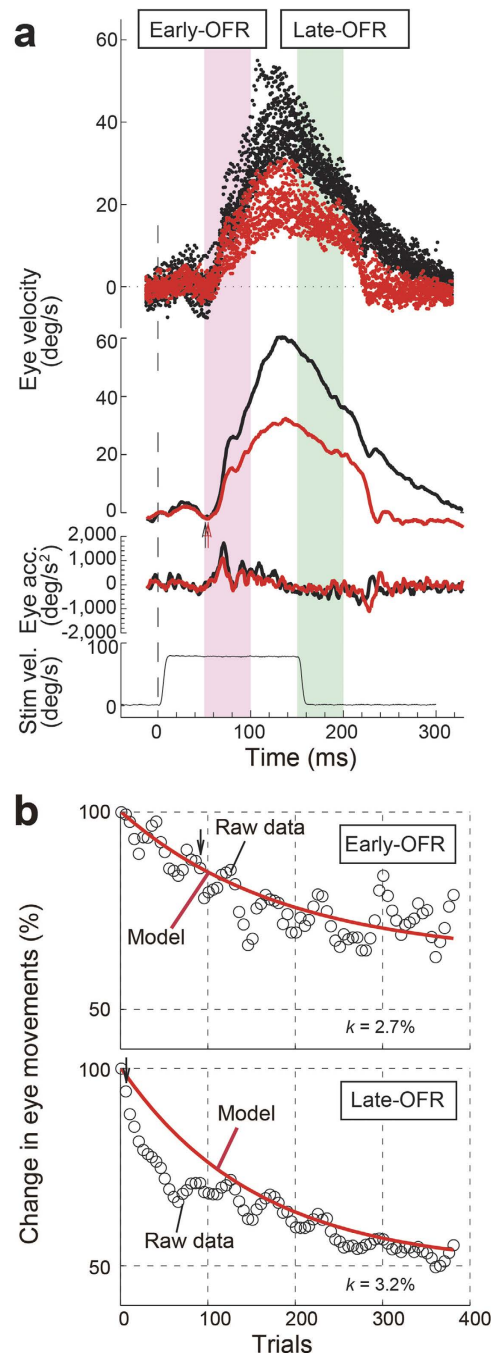 a
Early-OFR
Late-OFR
60
40
20
0
Eye velocity
(deg/s)
60
40
20
0
Eye acc.
(deg/s²)
2,000
1,000
0
-1,000
-2,000
Stim vel.
(deg/s)
100
0
0
100
200
300
Time (ms)
b
Change in eye movements (%)
100
50
Raw data
Model
Early-OFR
k = 2.7%
100
50
Model
Raw data
Late-OFR
k = 3.2%
0
100
200
300
400
Trials